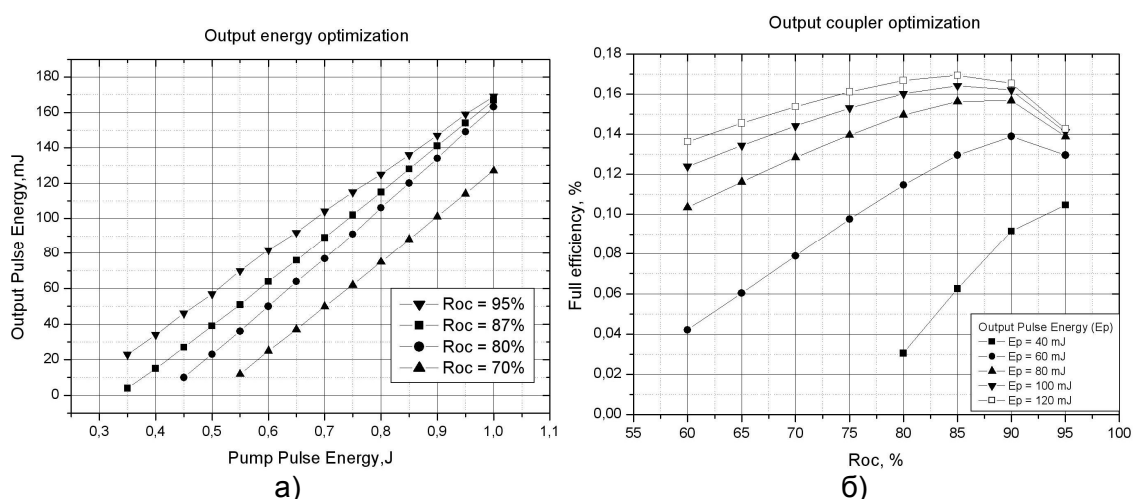 Output energy optimization
Output Pulse Energy,mJ
180
160
140
120
100
80
60
40
20
0
0,3 0,4 0,5 0,6 0,7 0,8 0,9 1,0 1,1
Pump Pulse Energy,J
Roc = 95%
Roc = 87%
Roc = 80%
Roc = 70%
а)
Output coupler optimization
Full efficiency, %
0,18
0,16
0,14
0,12
0,10
0,08
0,06
0,04
0,02
0,00
55 60 65 70 75 80 85 90 95 100
Roc, %
Output Pulse Energy (Ep)
Ep = 40 mJ
Ep = 60 mJ
Ep = 80 mJ
Ep = 100 mJ
Ep = 120 mJ
б)